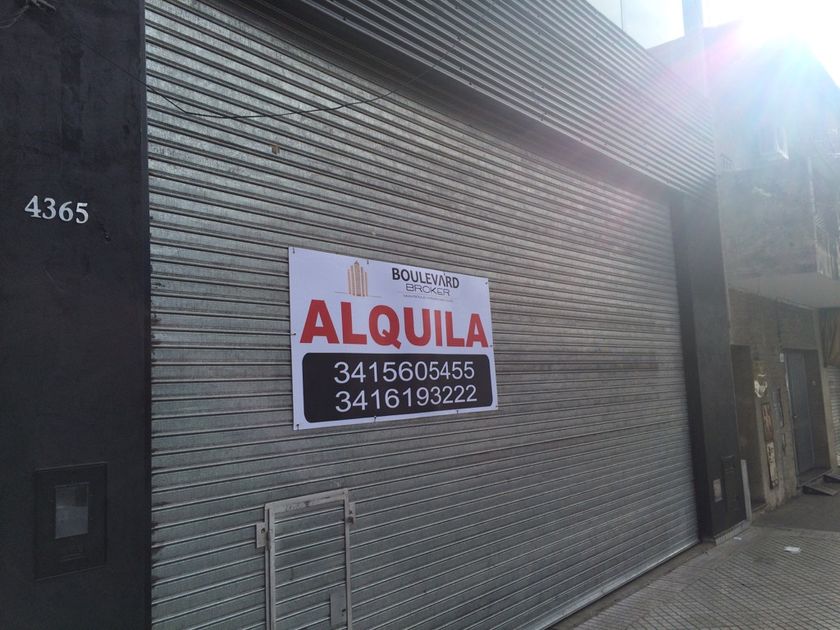 4365
BOULEVARD
BROKER
ALQUILA
3415605455
3416193222